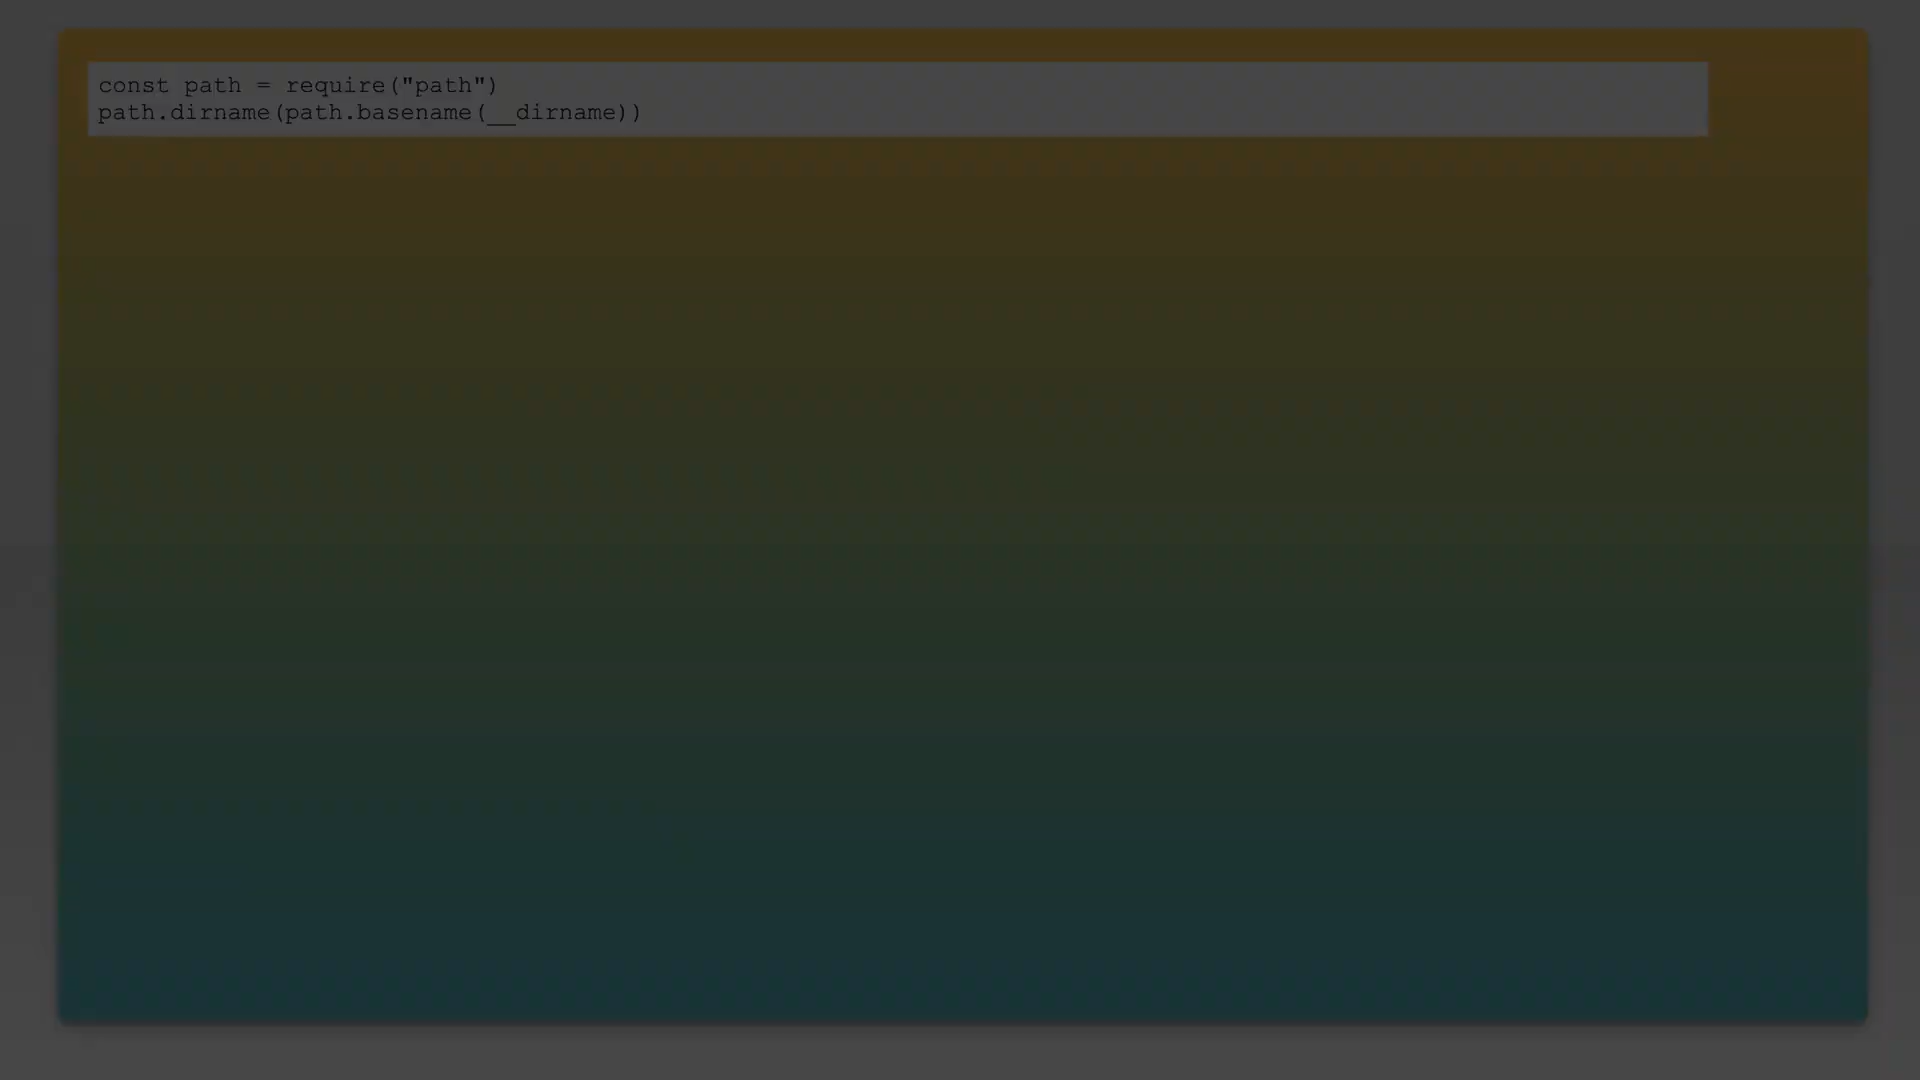 const path = require("path")
path.dirname(path.basename(__dirname))